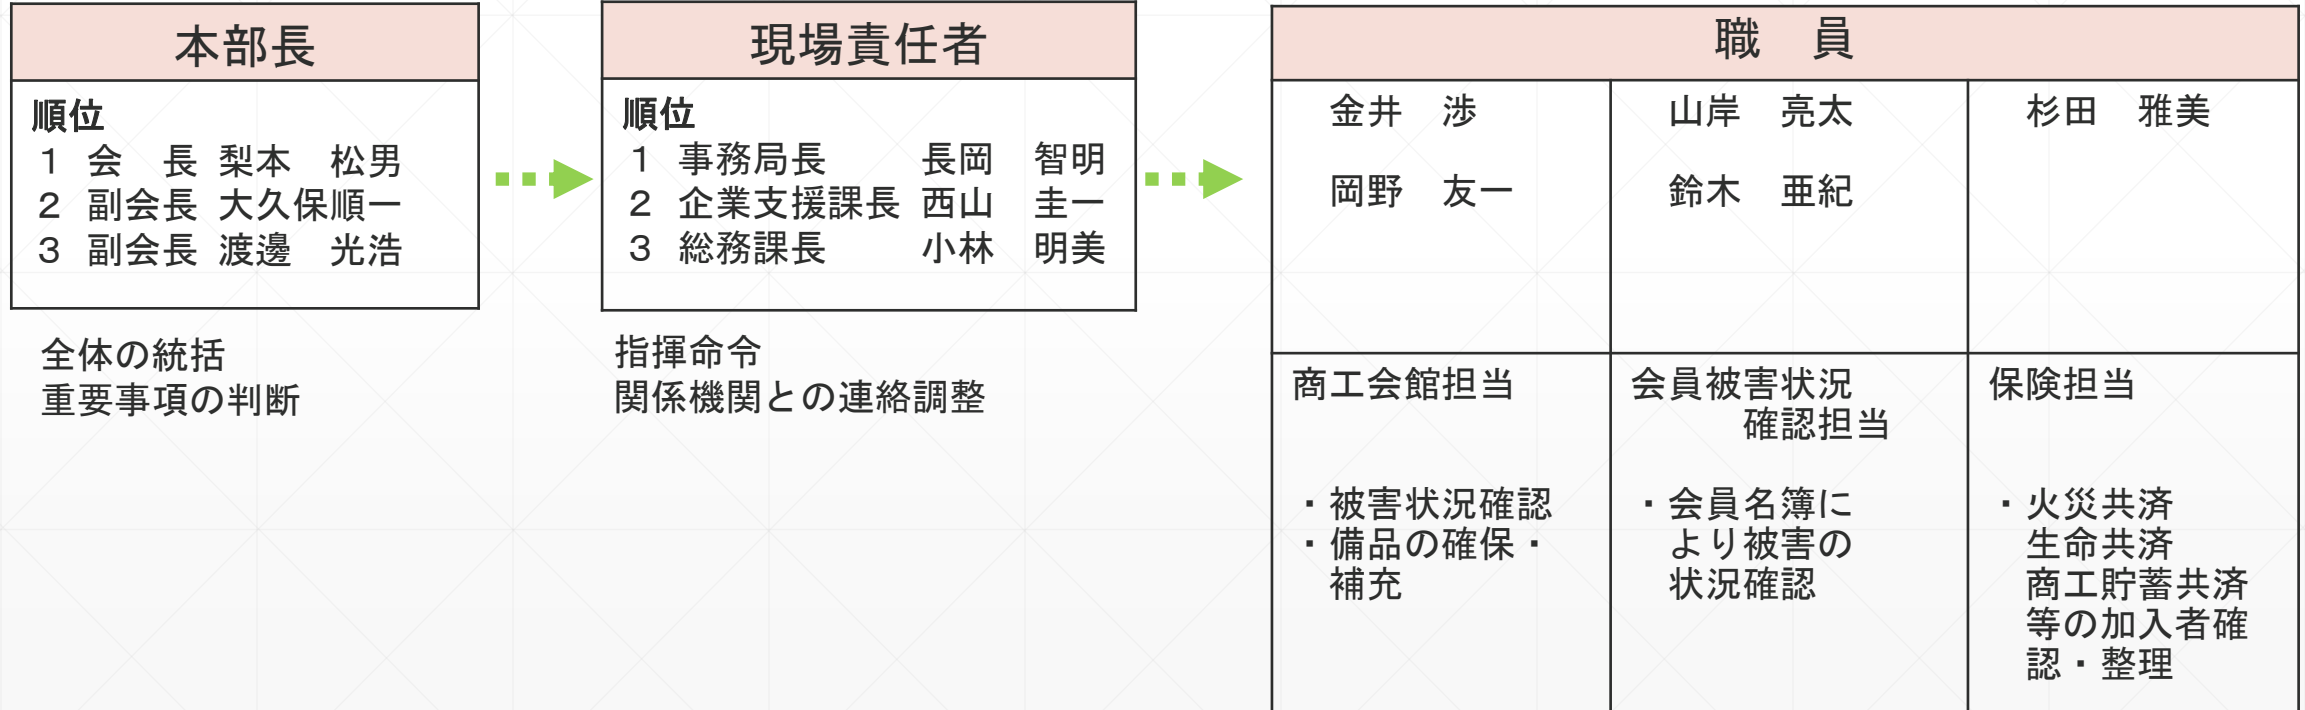 本部長
順位
1 会　長 梨本　松男
2 副会長 大久保順一
3 副会長 渡邊　光浩
全体の統括
重要事項の判断
現場責任者
順位
1 事務局長　　長岡　智明
2 企業支援課長 西山　圭一
3 総務課長　　小林　明美
指揮命令
関係機関との連絡調整
職　員
金井　渉
岡野　友一
山岸　亮太
鈴木　亜紀
杉田　雅美
商工会館担当
・被害状況確認
・備品の確保・
補充
会員被害状況
確認担当
・会員名簿に
より被害の
状況確認
保険担当
・火災共済
生命共済
商工貯蓄共済
等の加入者確
認・整理